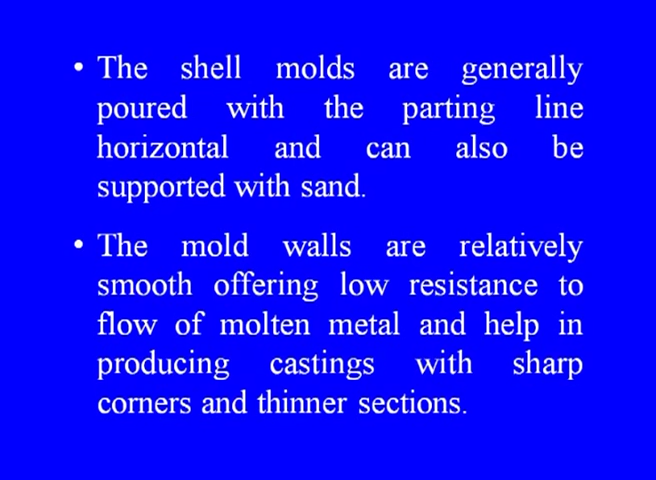 • The shell molds are generally
poured with the parting line
horizontal and can also be
supported with sand.
• The mold walls are relatively
smooth offering low resistance to
flow of molten metal and help in
producing castings with sharp
corners and thinner sections.